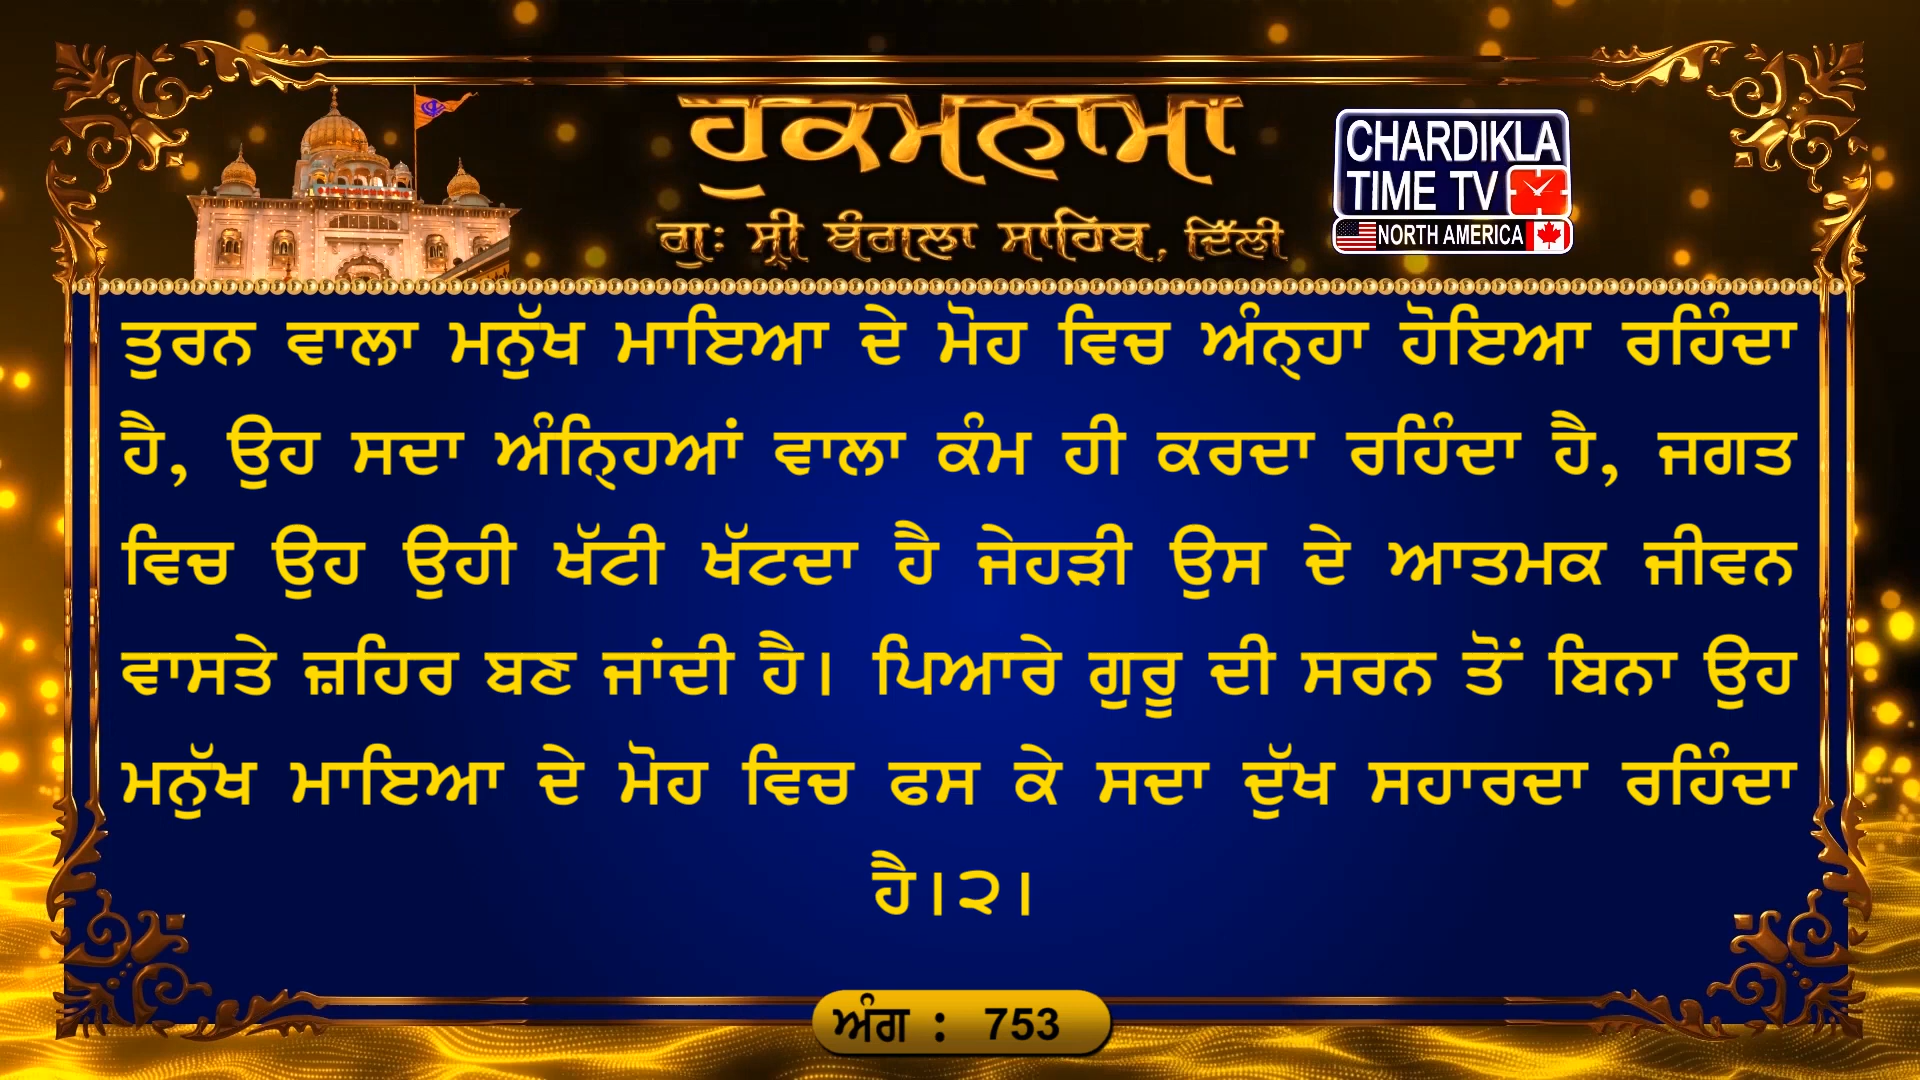 ਹੁਕਮਨਾਮਾ
ਗੁਃ ਸ੍ਰੀ ਬੰਗਲਾ ਸਾਹਿਬ, ਦਿੱਲੀ
CHARDIKLA
TIME TV
NORTH AMERICA
ਤੁਰਨ ਵਾਲਾ ਮਨੁੱਖ ਮਾਇਆ ਦੇ ਮੋਹ ਵਿਚ ਅੰਨ੍ਹਾ ਹੋਇਆ ਰਹਿੰਦਾ
ਹੈ, ਉਹ ਸਦਾ ਅੰਨ੍ਹਿਆਂ ਵਾਲਾ ਕੰਮ ਹੀ ਕਰਦਾ ਰਹਿੰਦਾ ਹੈ, ਜਗਤ
ਵਿਚ ਉਹ ਉਹੀ ਖੱਟੀ ਖੱਟਦਾ ਹੈ ਜੇਹੜੀ ਉਸ ਦੇ ਆਤਮਕ ਜੀਵਨ
ਵਾਸਤੇ ਜ਼ਹਿਰ ਬਣ ਜਾਂਦੀ ਹੈ। ਪਿਆਰੇ ਗੁਰੂ ਦੀ ਸਰਨ ਤੋਂ ਬਿਨਾ ਉਹ
ਮਨੁੱਖ ਮਾਇਆ ਦੇ ਮੋਹ ਵਿਚ ਫਸ ਕੇ ਸਦਾ ਦੁੱਖ ਸਹਾਰਦਾ ਰਹਿੰਦਾ
ਹੈ।੨।
ਅੰਗ : 753